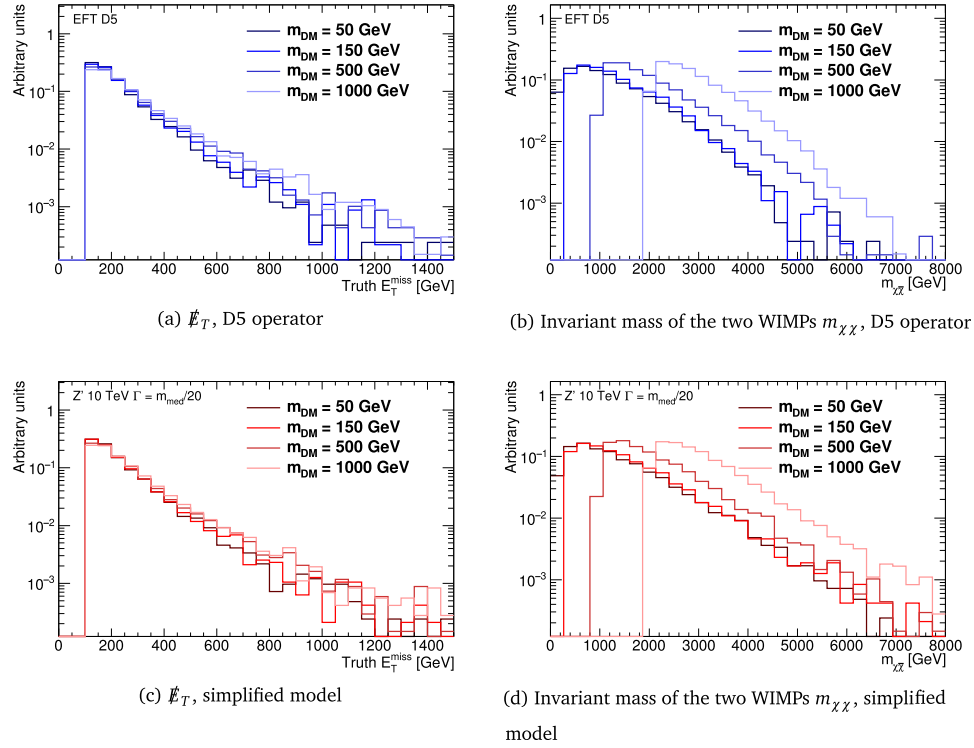 EFT D5
Arbitrary units
m_DM = 50 GeV
m_DM = 150 GeV
m_DM = 500 GeV
m_DM = 1000 GeV
1
10⁻¹
10⁻²
10⁻³
0 200 400 600 800 1000 1200 1400
Truth E_T^miss [GeV]
(a) E̸_T, D5 operator
EFT D5
Arbitrary units
m_DM = 50 GeV
m_DM = 150 GeV
m_DM = 500 GeV
m_DM = 1000 GeV
1
10⁻¹
10⁻²
10⁻³
0 1000 2000 3000 4000 5000 6000 7000 8000
m_χχ̄ [GeV]
(b) Invariant mass of the two WIMPs m_χχ, D5 operator
Z' 10 TeV Γ = m_med/20
Arbitrary units
m_DM = 50 GeV
m_DM = 150 GeV
m_DM = 500 GeV
m_DM = 1000 GeV
1
10⁻¹
10⁻²
10⁻³
0 200 400 600 800 1000 1200 1400
Truth E_T^miss [GeV]
(c) E̸_T, simplified model
Z' 10 TeV Γ = m_med/20
Arbitrary units
m_DM = 50 GeV
m_DM = 150 GeV
m_DM = 500 GeV
m_DM = 1000 GeV
1
10⁻¹
10⁻²
10⁻³
0 1000 2000 3000 4000 5000 6000 7000 8000
m_χχ̄ [GeV]
(d) Invariant mass of the two WIMPs m_χχ, simplified
model